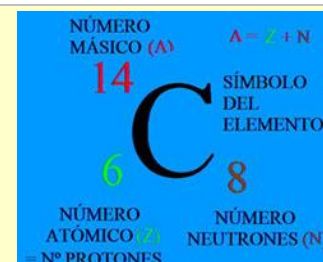 NÚMERO
MÁSICO (A)
A = Z + N
14
SÍMBOLO
DEL
ELEMENTO
C
6
8
NÚMERO
ATÓMICO (Z)
= Nº PROTONES
NÚMERO
NEUTRONES (N)